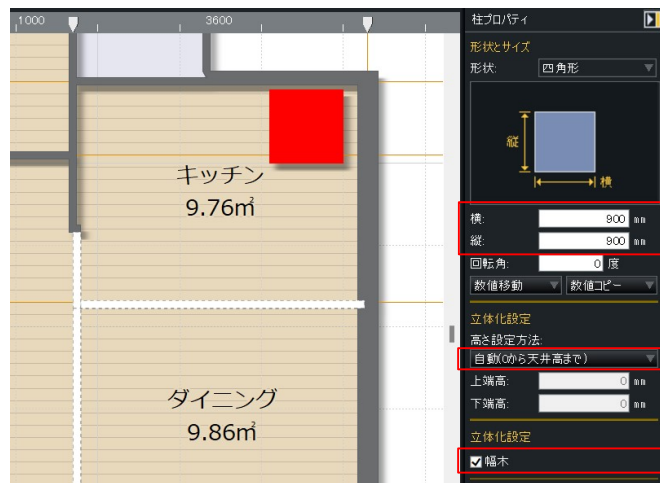 1000
3600
キッチン
9.76㎡
ダイニング
9.86㎡
柱プロパティ
形状とサイズ
形状: 四角形
縦
横
横: 900 mm
縦: 900 mm
回転角: 0 度
数値移動 数値コピー
立体化設定
高さ設定方法:
自動(0から天井高まで)
上端高: 0 mm
下端高: 0 mm
立体化設定
幅木